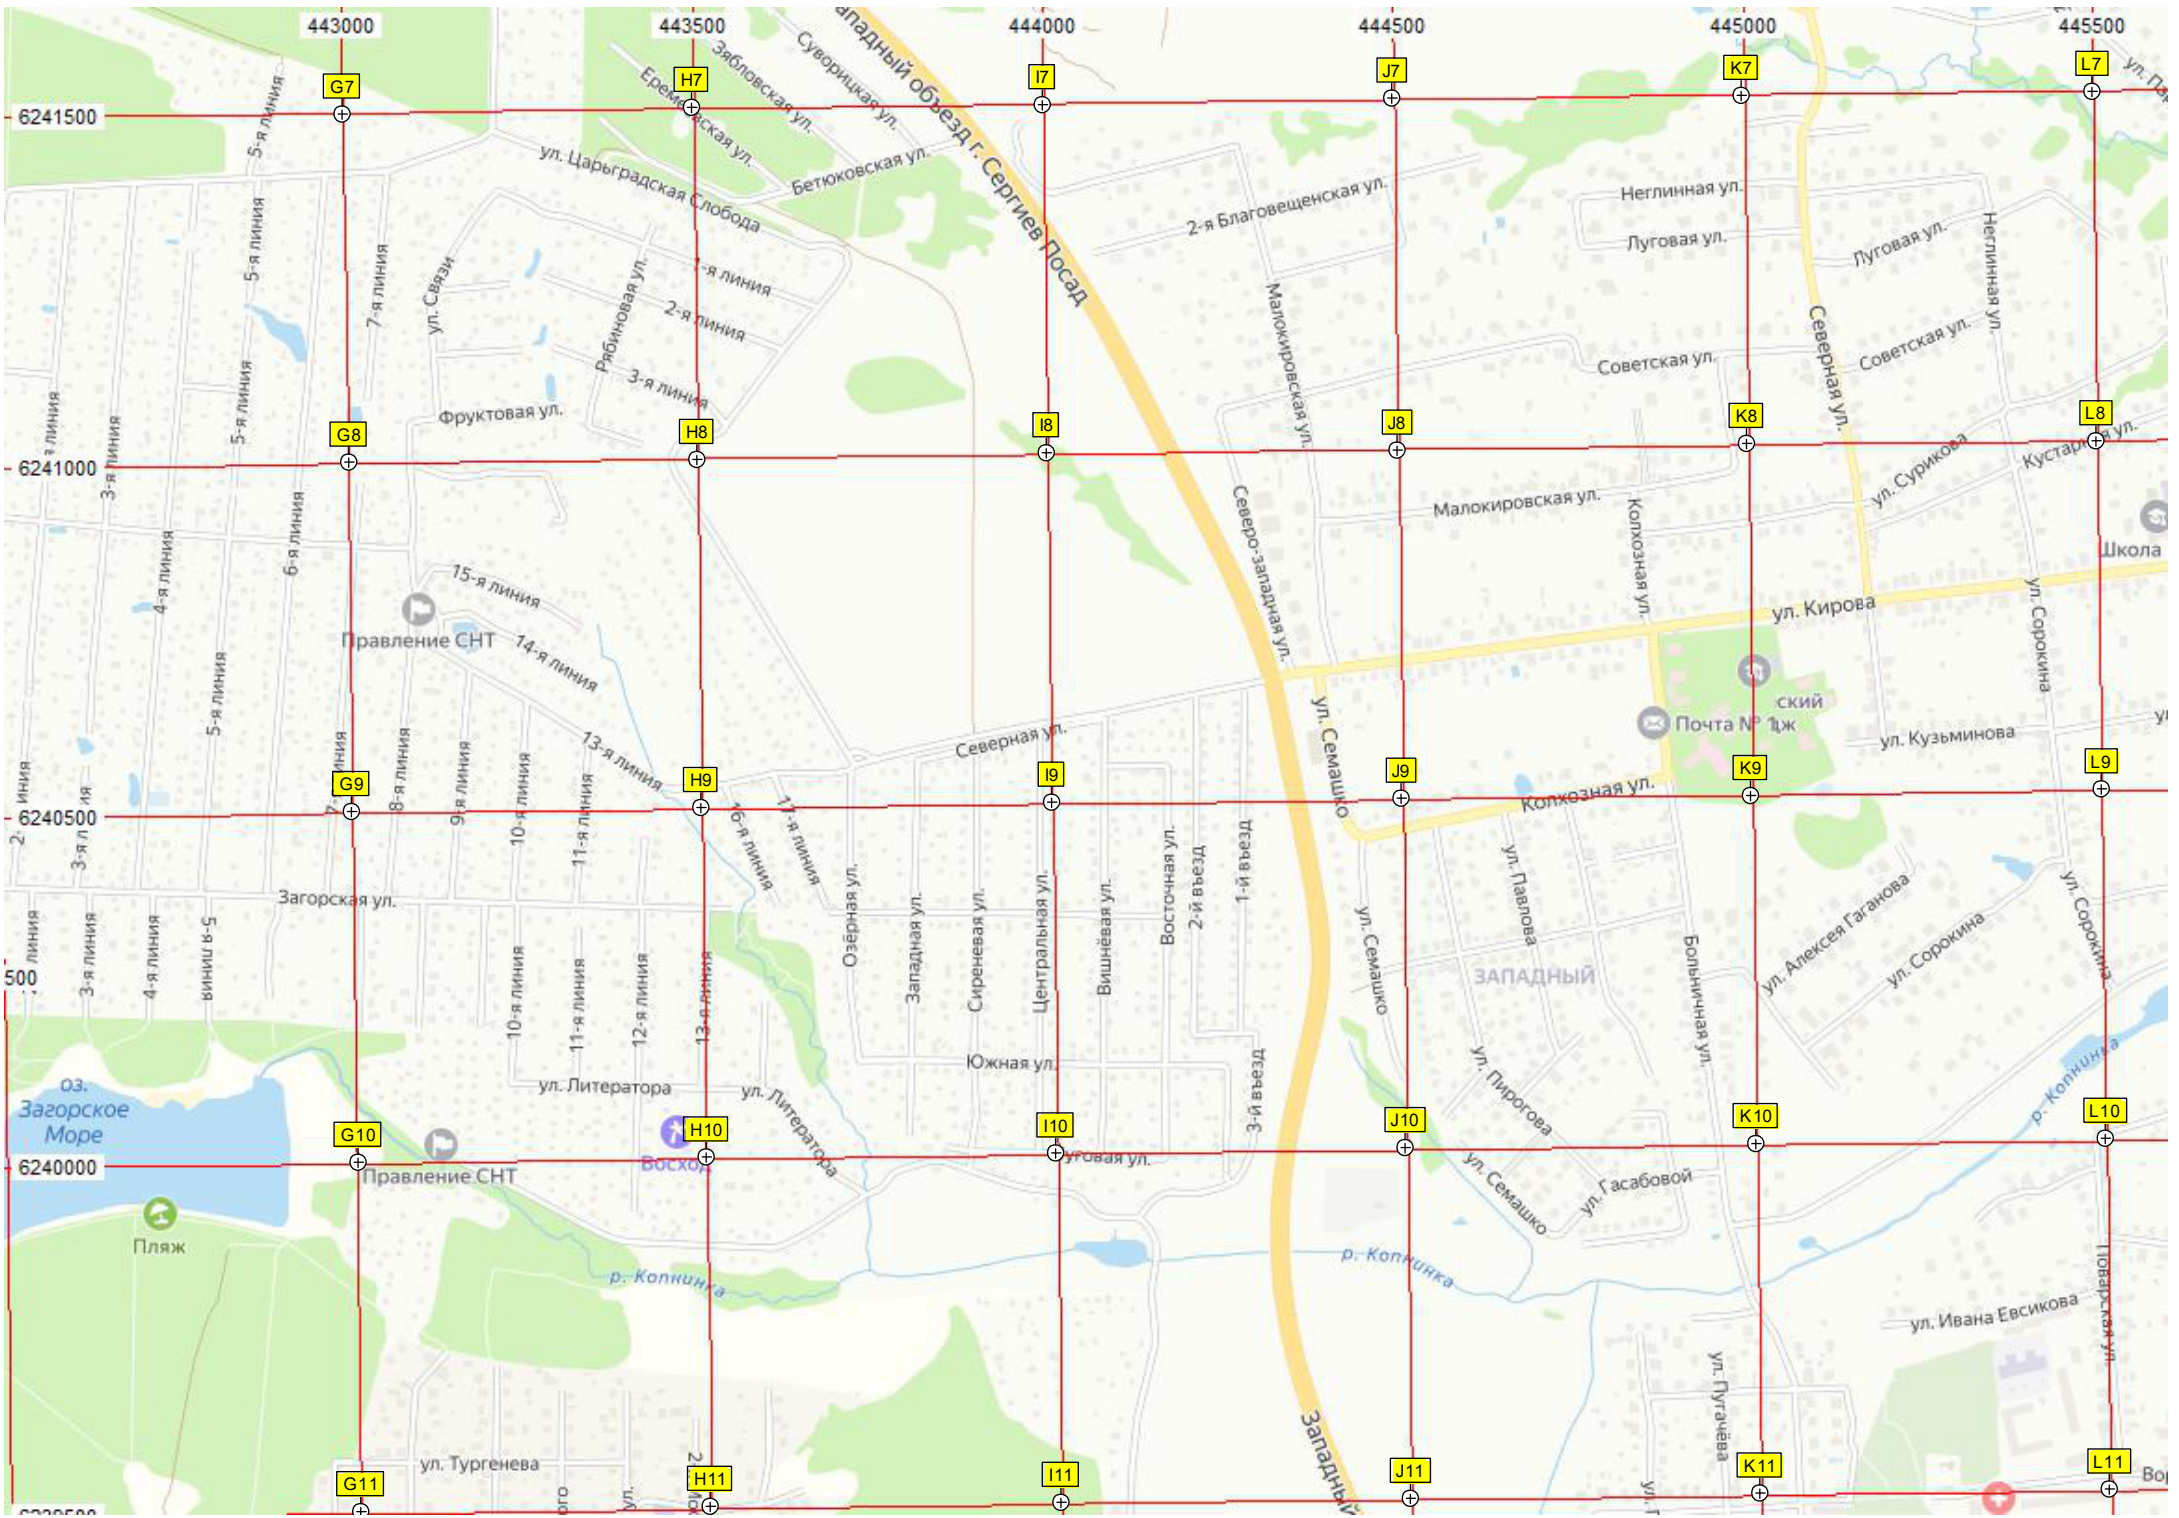 443000
443500
444000
444500
445000
445500
6241500
6241000
6240500
6240000
500
G7
H7
I7
J7
K7
L7
G8
H8
I8
J8
K8
L8
G9
H9
I9
J9
K9
L9
G10
H10
I10
J10
K10
L10
G11
H11
I11
J11
K11
L11
Зябловская ул.
Суворицкая ул.
Западный объезд г. Сергиев Посад
5-я линия
ул. Царьградская Слобода
Бетюковская ул.
2-я Благовещенская ул.
Неглинная ул.
Луговая ул.
Луговая ул.
Неглинная ул.
5-я линия
7-я линия
ул. Связи
Рябиновая ул.
1-я линия
2-я линия
3-я линия
Малокировская ул.
Советская ул.
Северная ул.
Советская ул.
5-я линия
3-я линия
Фруктовая ул.
ул. Сурикова
Малокировская ул.
Колхозная ул.
Северо-западная ул.
Школа
6-я линия
4-я линия
15-я линия
14-я линия
Правление СНТ
ул. Кирова
ул. Сорокина
5-я линия
8-я линия
9-я линия
10-я линия
11-я линия
13-я линия
Северная ул.
ул. Семашко
Почта №
ский
ул. Кузьминова
Колхозная ул.
16-я линия
17-я линия
Загорская ул.
Озёрная ул.
Западная ул.
Сиреневая ул.
Центральная ул.
Вишнёвая ул.
Восточная ул.
2-й въезд
1-й въезд
3-й въезд
ул. Семашко
ул. Павлова
ЗАПАДНЫЙ
Больничная ул.
ул. Алексея Гаганова
ул. Сорокина
ул. Сорокина
линия
3-я линия
4-я линия
5-я линия
10-я линия
11-я линия
12-я линия
13-я линия
Южная ул.
ул. Литератора
ул. Литератора
ул. Пирогова
р. Копнинка
оз.
Загорское
Море
Правление СНТ
Восход
уговая ул.
ул. Семашко
ул. Гасабовой
Пляж
р. Копнинка
р. Копнинка
ул. Ивана Евсикова
Поварская ул.
ул. Пугачёва
ул. Тургенева
Западный